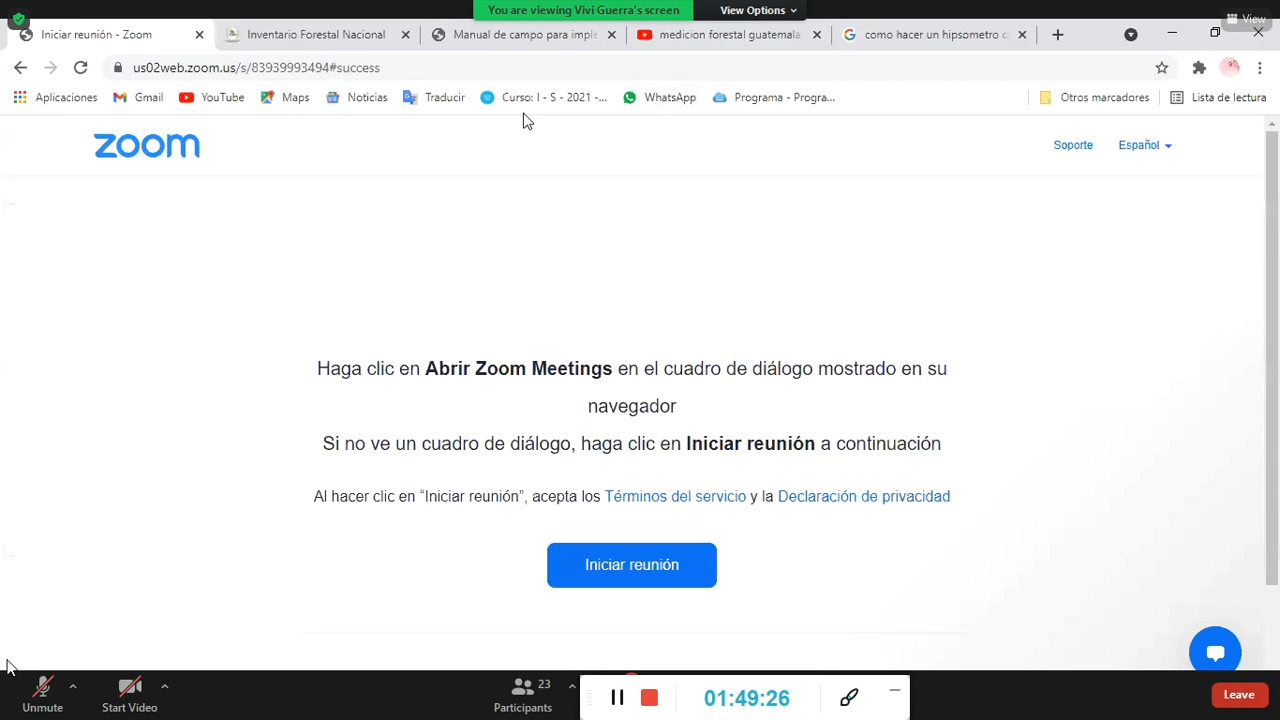 You are viewing Vivi Guerra's screen
View Options
View
Iniciar reunión - Zoom
Inventario Forestal Nacional
Manual de campo para imple
medicion forestal guatemala
como hacer un hipsometro c
us02web.zoom.us/s/83939993494#success
Aplicaciones
Gmail
YouTube
Maps
Noticias
Traducir
Curso: I - S - 2021 -...
WhatsApp
Programa - Progra...
Otros marcadores
Lista de lectura
zoom
Soporte
Español
Haga clic en Abrir Zoom Meetings en el cuadro de diálogo mostrado en su
navegador
Si no ve un cuadro de diálogo, haga clic en Iniciar reunión a continuación
Al hacer clic en “Iniciar reunión”, acepta los Términos del servicio y la Declaración de privacidad
Iniciar reunión
Unmute
Start Video
23
Participants
01:49:26
Leave